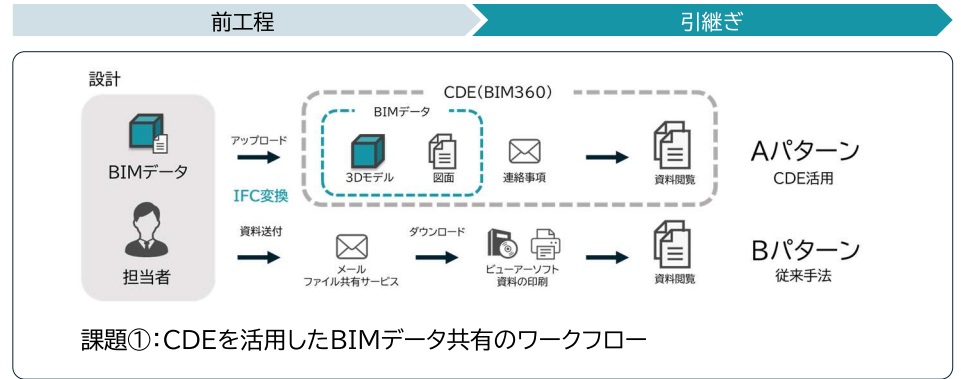 前工程
引継ぎ
設計
BIMデータ
担当者
アップロード
IFC変換
CDE(BIM360)
BIMデータ
3Dモデル
図面
連絡事項
資料閲覧
Aパターン
CDE活用
資料送付
メール
ファイル共有サービス
ダウンロード
ビューアーソフト
資料の印刷
資料閲覧
Bパターン
従来手法
課題①：CDEを活用したBIMデータ共有のワークフロー